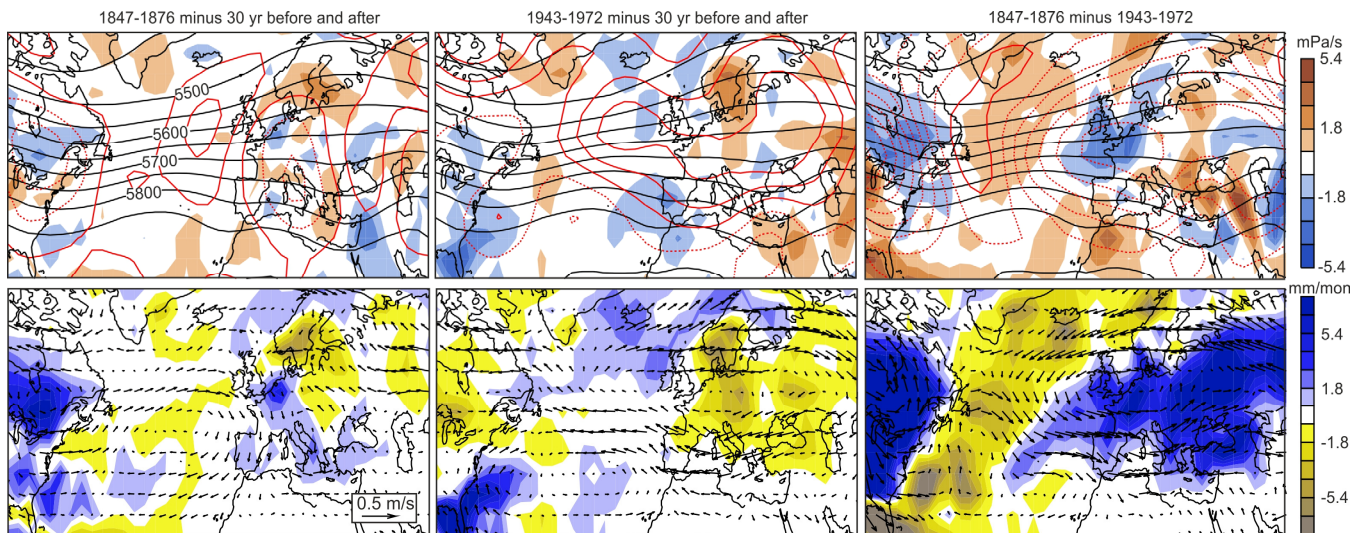 1847-1876 minus 30 yr before and after
1943-1972 minus 30 yr before and after
1847-1876 minus 1943-1972
mPa/s
5.4
1.8
-1.8
-5.4
5500
5600
5700
5800
mm/mon
5.4
1.8
-1.8
-5.4
0.5 m/s